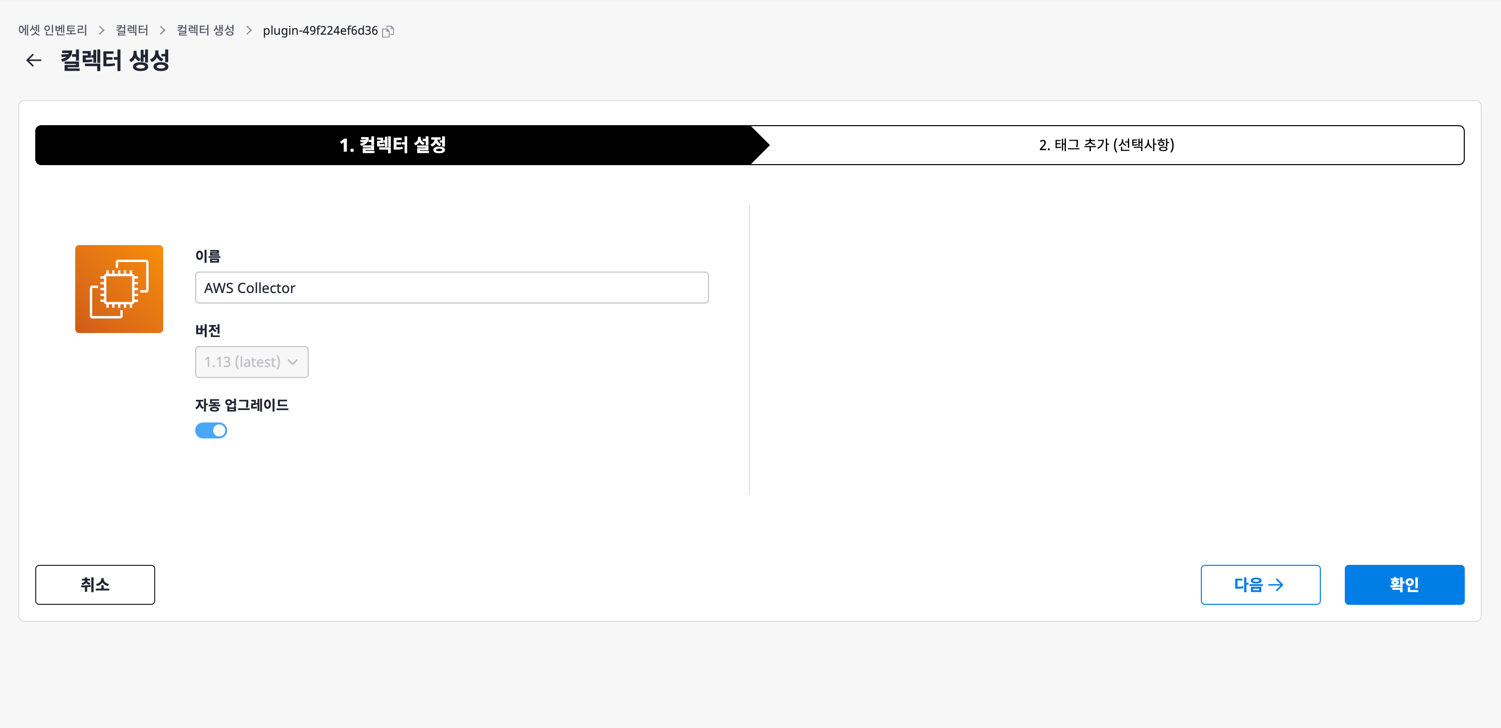 에셋 인벤토리 > 컬렉터 > 컬렉터 생성 > plugin-49f224ef6d36
← 컬렉터 생성
1. 컬렉터 설정
2. 태그 추가 (선택사항)
이름
AWS Collector
버전
1.13 (latest)
자동 업그레이드
취소
다음 →
확인